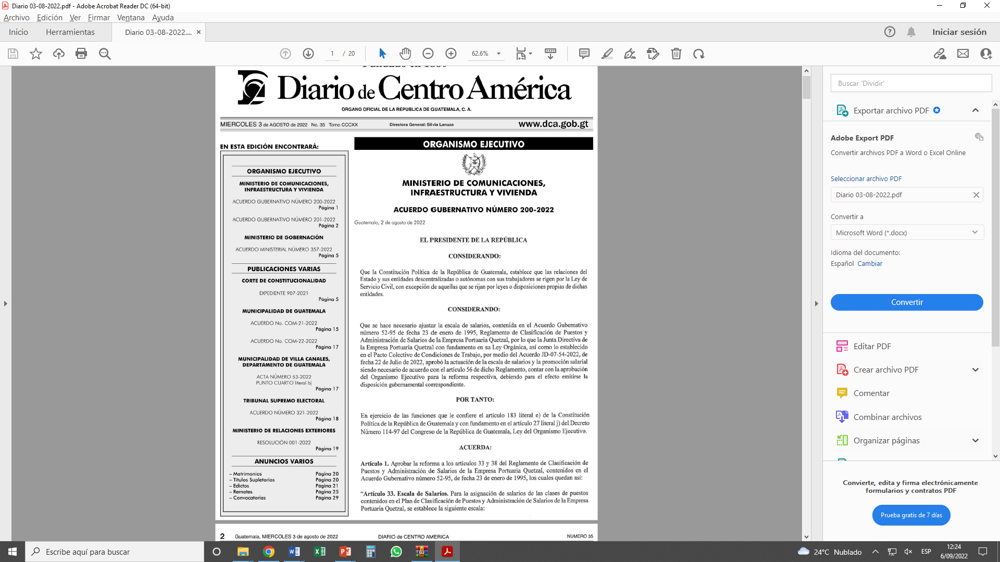 Diario 03-08-2022.pdf - Adobe Acrobat Reader DC (64-bit)
Archivo Edición Ver Firmar Ventana Ayuda
Inicio Herramientas Diario 03-08-2022....
Iniciar sesión
1 / 20
62.6%
Diario de Centro América
ORGANO OFICIAL DE LA REPUBLICA DE GUATEMALA, C. A.
MIERCOLES 3 de AGOSTO de 2022 No. 35 Tomo CCCXX Directora General: Silvia Lanuza www.dca.gob.gt
EN ESTA EDICIÓN ENCONTRARÁ:
ORGANISMO EJECUTIVO
MINISTERIO DE COMUNICACIONES,
INFRAESTRUCTURA Y VIVIENDA
ACUERDO GUBERNATIVO NÚMERO 200-2022
Página 1
ACUERDO GUBERNATIVO NÚMERO 201-2022
Página 2
MINISTERIO DE GOBERNACIÓN
ACUERDO MINISTERIAL NÚMERO 357-2022
Página 5
PUBLICACIONES VARIAS
CORTE DE CONSTITUCIONALIDAD
EXPEDIENTE 907-2021
Página 5
MUNICIPALIDAD DE GUATEMALA
ACUERDO No. COM-21-2022
Página 15
ACUERDO No. COM-22-2022
Página 17
MUNICIPALIDAD DE VILLA CANALES,
DEPARTAMENTO DE GUATEMALA
ACTA NÚMERO 53-2022
PUNTO CUARTO literal b)
Página 17
TRIBUNAL SUPREMO ELECTORAL
ACUERDO NÚMERO 321-2022
Página 18
MINISTERIO DE RELACIONES EXTERIORES
RESOLUCIÓN 001-2022
Página 19
ANUNCIOS VARIOS
– Matrimonios Página 20
– Títulos Supletorios Página 20
– Edictos Página 21
– Remates Página 25
– Convocatorias Página 29
ORGANISMO EJECUTIVO
MINISTERIO DE COMUNICACIONES,
INFRAESTRUCTURA Y VIVIENDA
ACUERDO GUBERNATIVO NÚMERO 200-2022
Guatemala, 2 de agosto de 2022
EL PRESIDENTE DE LA REPÚBLICA
CONSIDERANDO:
Que la Constitución Política de la República de Guatemala, establece que las relaciones del
Estado y sus entidades descentralizadas o autónomas con sus trabajadores se rigen por la Ley de
Servicio Civil, con excepción de aquellas que se rijan por leyes o disposiciones propias de dichas
entidades.
CONSIDERANDO:
Que se hace necesario ajustar la escala de salarios, contenida en el Acuerdo Gubernativo
número 52-95 de fecha 23 de enero de 1995, Reglamento de Clasificación de Puestos y
Administración de Salarios de la Empresa Portuaria Quetzal, por lo que la Junta Directiva de
la Empresa Portuaria Quetzal con fundamento en su Ley Orgánica, así como lo establecido
en el Pacto Colectivo de Condiciones de Trabajo, por medio del Acuerdo JD-07-54-2022, de
fecha 22 de Julio de 2022, aprobó la actuación de la escala de salarios y la promoción salarial
siendo necesario de acuerdo con el artículo 56 de dicho Reglamento, contar con la aprobación
del Organismo Ejecutivo para la reforma respectiva, debiendo para el efecto emitirse la
disposición gubernamental correspondiente.
POR TANTO:
En ejercicio de las funciones que le confiere el artículo 183 literal e) de la Constitución
Política de la República de Guatemala y con fundamento en el artículo 27 literal j) del Decreto
Número 114-97 del Congreso de la República de Guatemala, Ley del Organismo Ejecutivo.
ACUERDA:
Artículo 1. Aprobar la reforma a los artículos 33 y 38 del Reglamento de Clasificación de
Puestos y Administración de Salarios de la Empresa Portuaria Quetzal, contenidos en el
Acuerdo Gubernativo número 52-95, de fecha 23 de enero de 1995, los cuales quedan así:
“Artículo 33. Escala de Salarios. Para la asignación de salarios de las clases de puestos
contenidos en el Plan de Clasificación de Puestos y Administración de Salarios de la Empresa
Portuaria Quetzal, se establece la siguiente escala:
2 Guatemala, MIERCOLES 3 de agosto de 2022 DIARIO de CENTRO AMERICA NUMERO 35
Buscar 'Dividir'
Exportar archivo PDF
Adobe Export PDF
Convertir archivos PDF a Word o Excel Online
Seleccionar archivo PDF
Diario 03-08-2022.pdf
Convertir a
Microsoft Word (*.docx)
Idioma del documento:
Español Cambiar
Convertir
Editar PDF
Crear archivo PDF
Comentar
Combinar archivos
Organizar páginas
Convierte, edita y firma electrónicamente
formularios y contratos PDF
Prueba gratis de 7 días
Escribe aquí para buscar
24°C Nublado
ESP
12:24
6/09/2022